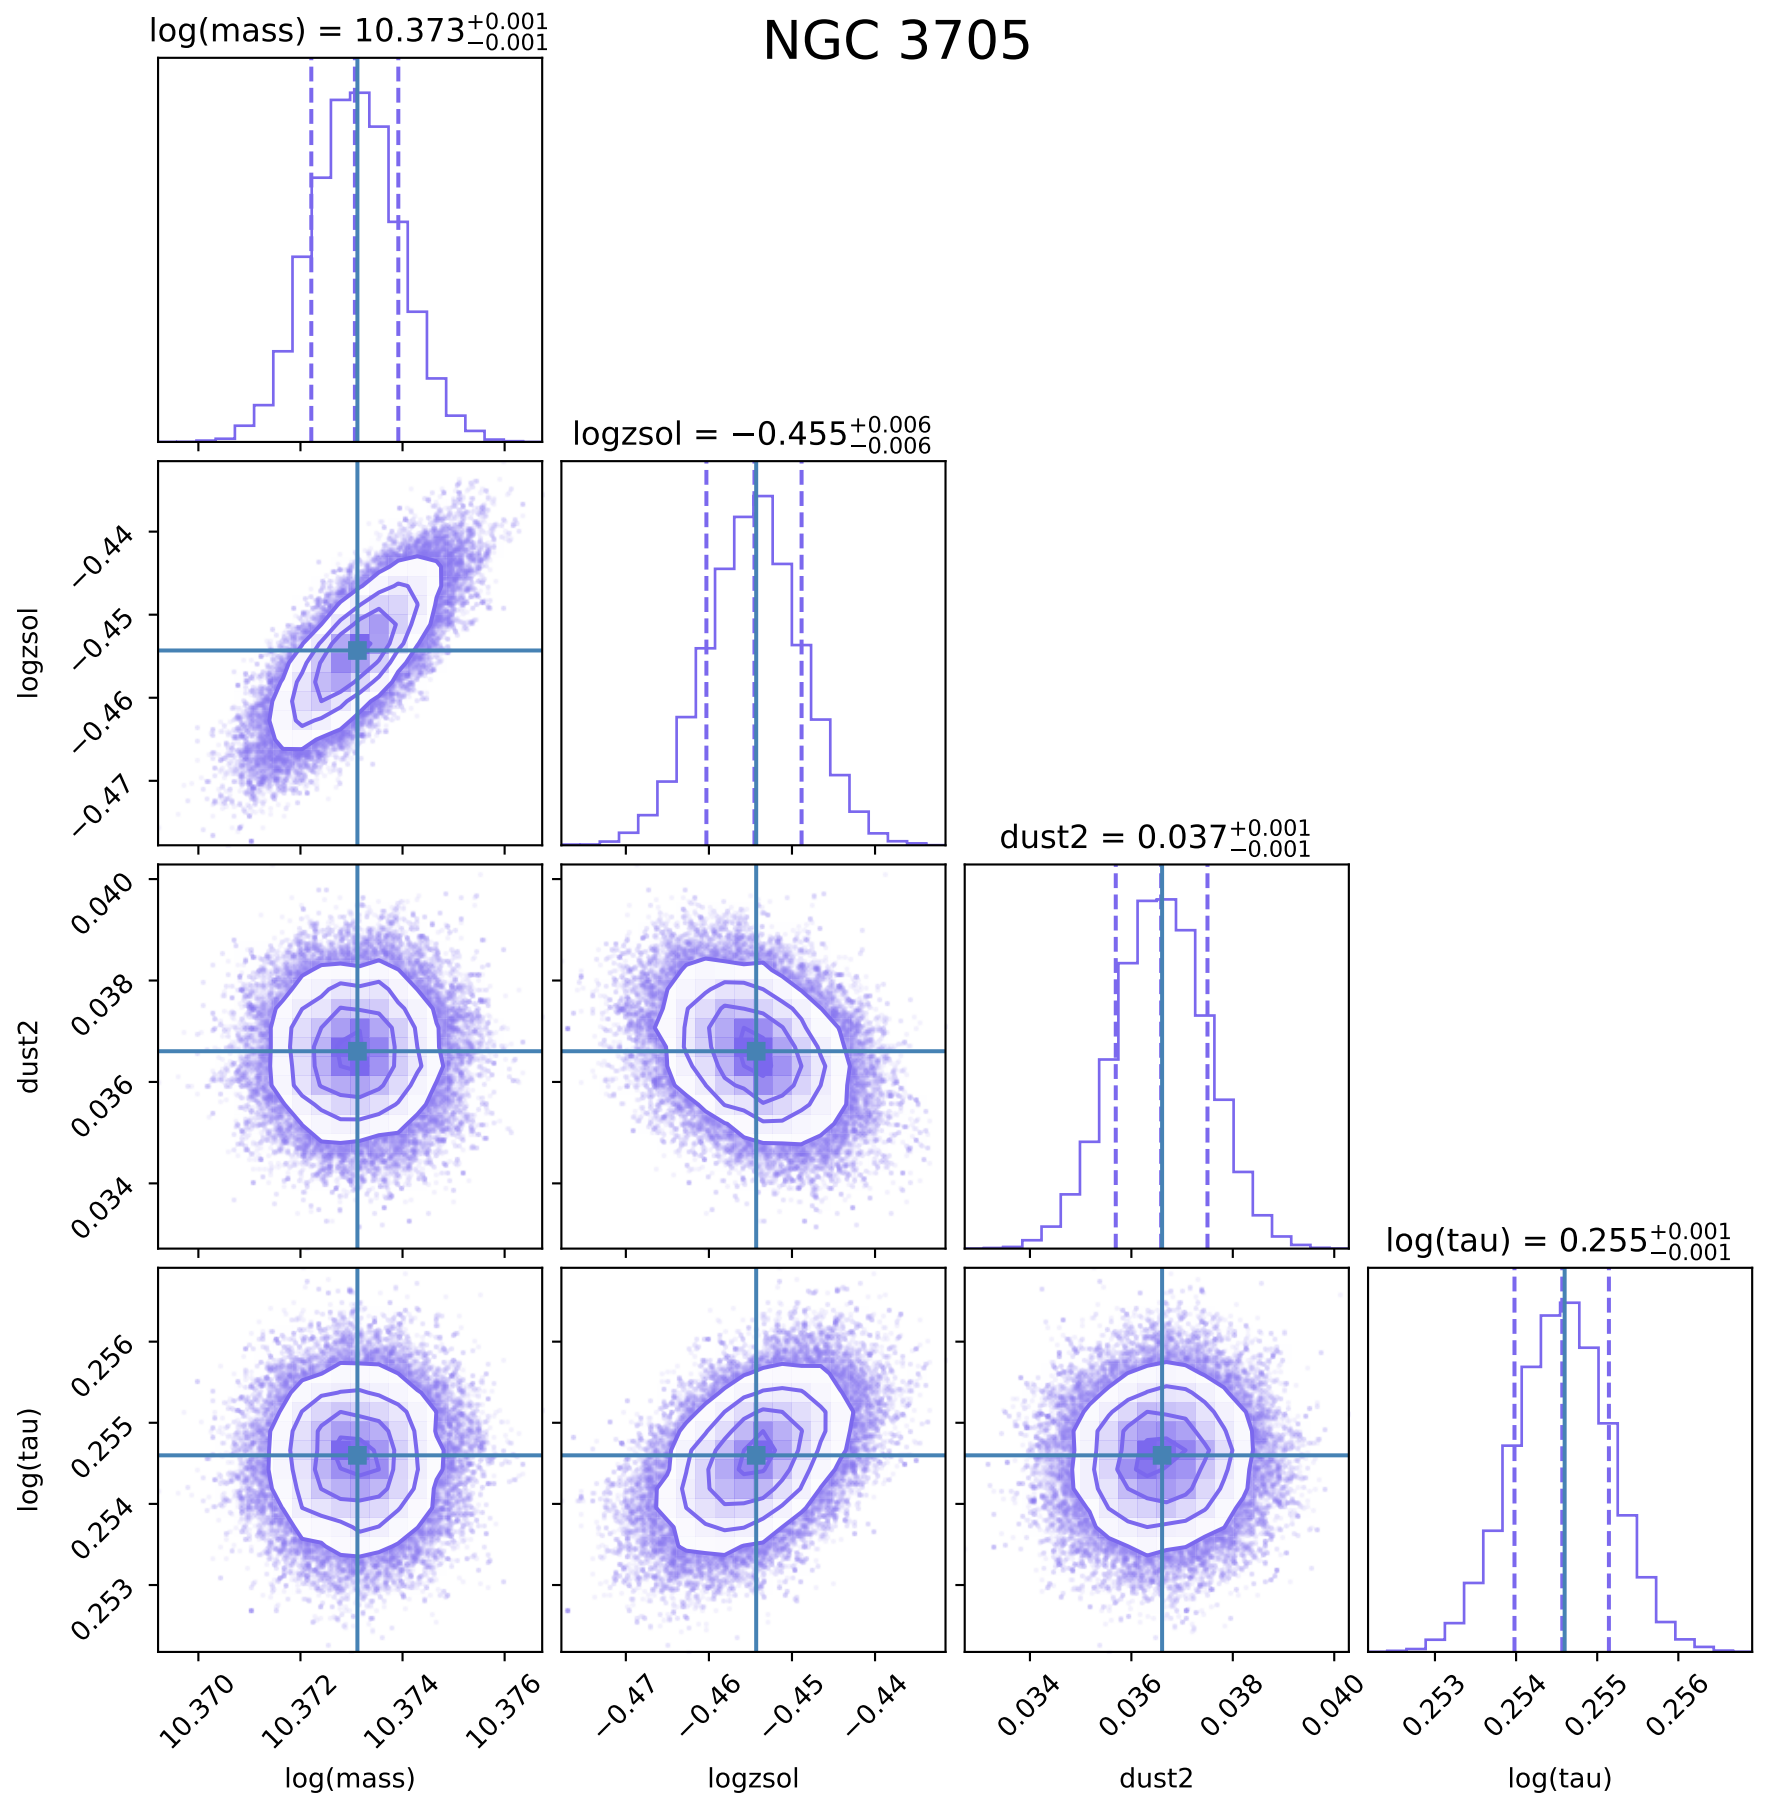 NGC 3705
log(mass) = 10.373+0.001−0.001
logzsol = −0.455+0.006−0.006
−0.44
−0.45
−0.46
−0.47
logzsol
dust2 = 0.037+0.001−0.001
0.040
0.038
0.036
0.034
dust2
log(tau) = 0.255+0.001−0.001
0.256
0.255
0.254
0.253
log(tau)
10.370 10.372 10.374 10.376
−0.47 −0.46 −0.45 −0.44
0.034 0.036 0.038 0.040
0.253 0.254 0.255 0.256
log(mass)
logzsol
dust2
log(tau)